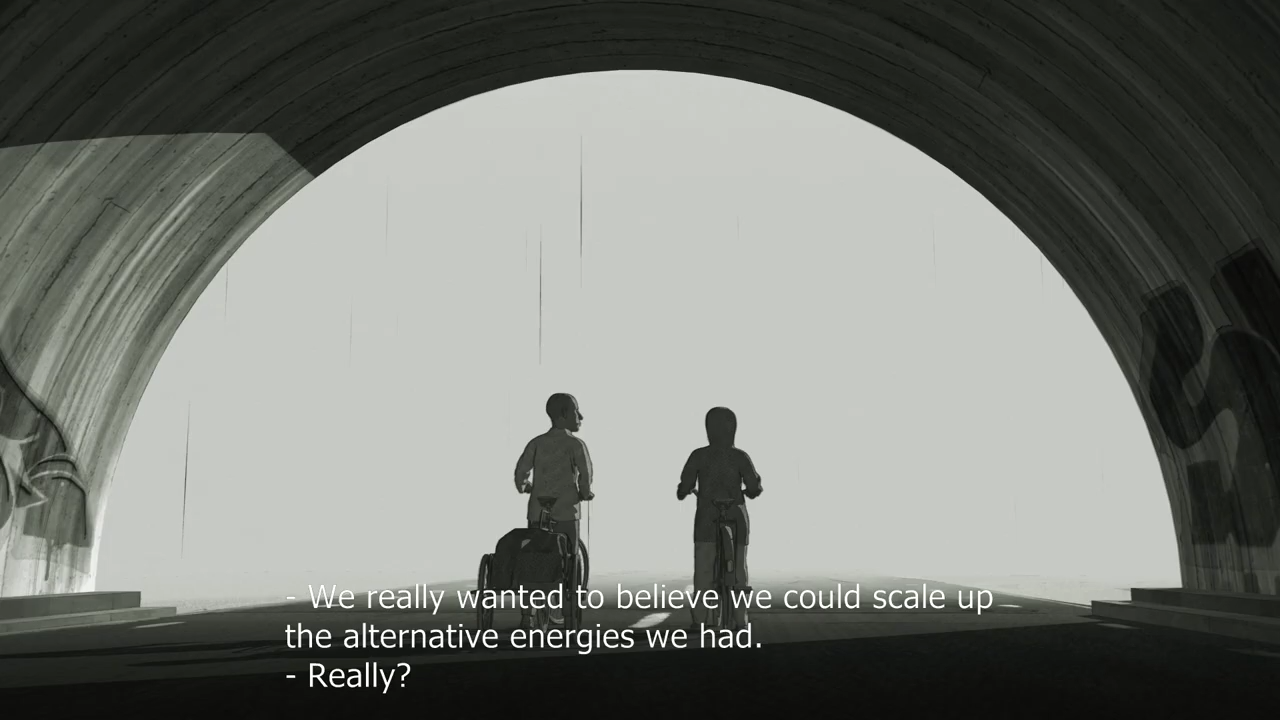 - We really wanted to believe we could scale up
the alternative energies we had.
- Really?